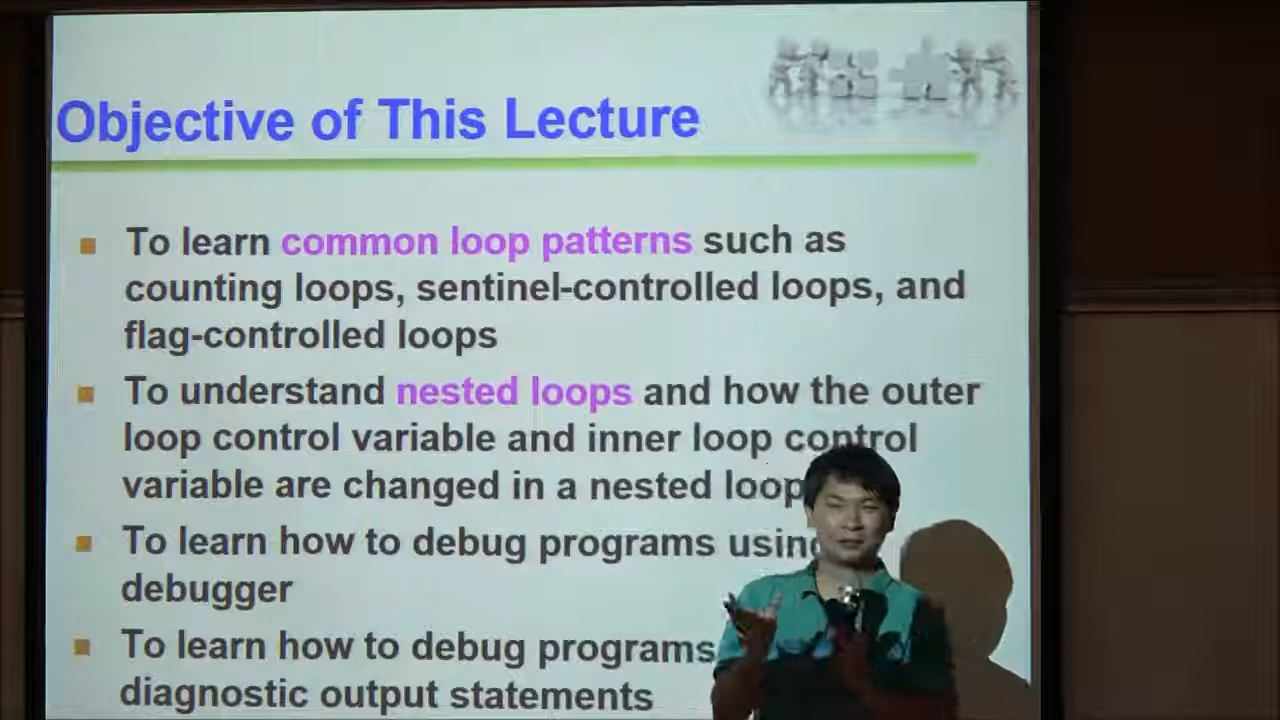 Objective of This Lecture
To learn common loop patterns such as
counting loops, sentinel-controlled loops, and
flag-controlled loops
To understand nested loops and how the outer
loop control variable and inner loop control
variable are changed in a nested loop
To learn how to debug programs using
debugger
To learn how to debug programs
diagnostic output statements